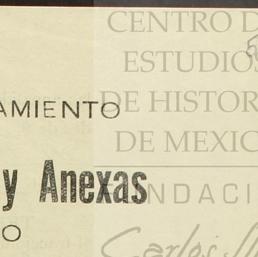 CENTRO D
ESTUDIOS
DE HISTOR
DE MEXIC
NDACI
Carlos
AMIENTO
y Anexas
O